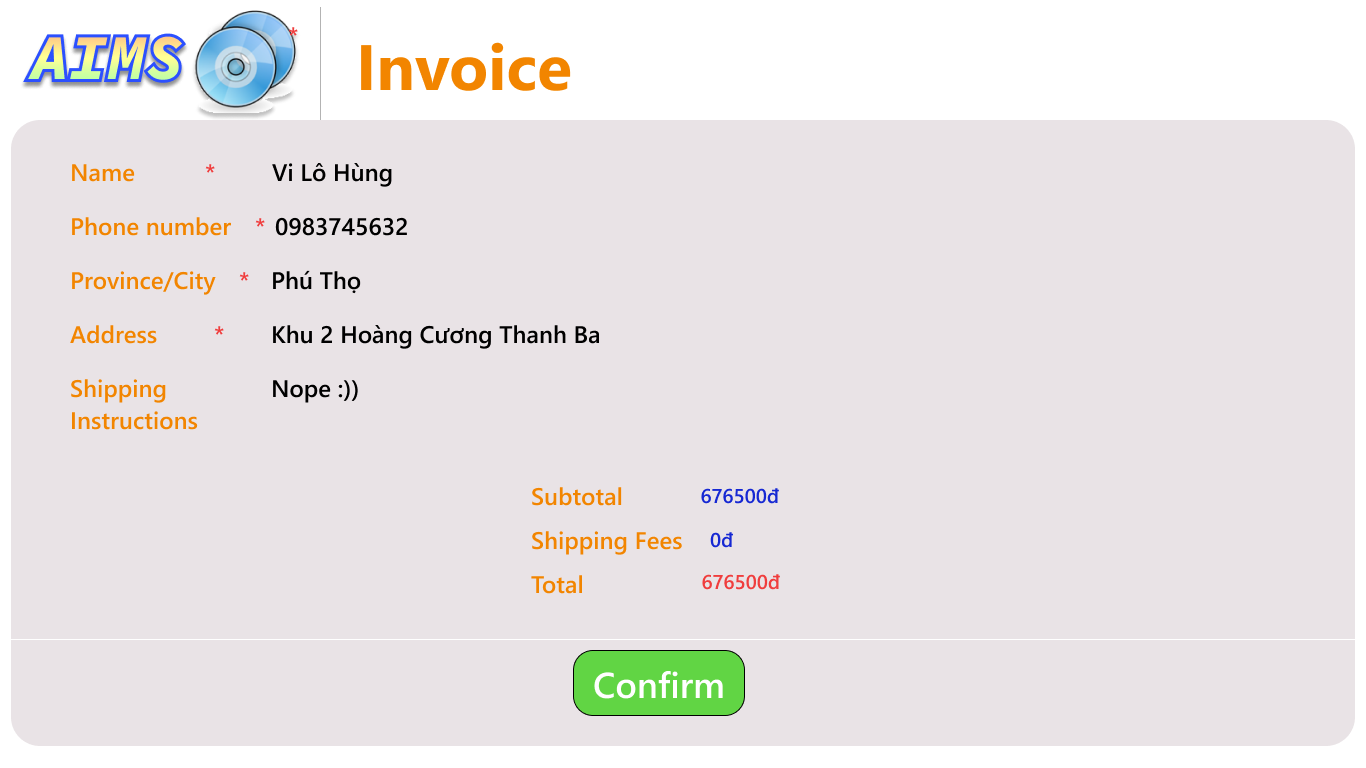 AIMS *
Invoice
Name * Vi Lô Hùng
Phone number * 0983745632
Province/City * Phú Thọ
Address * Khu 2 Hoàng Cương Thanh Ba
Shipping Instructions Nope :))
Subtotal 676500đ
Shipping Fees 0đ
Total 676500đ
Confirm